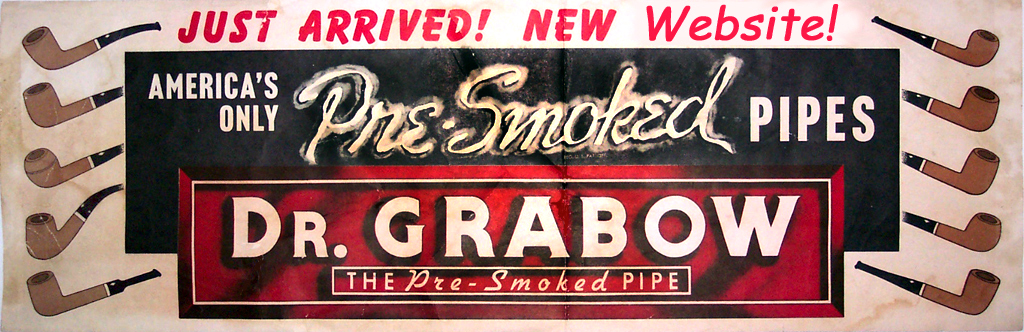 JUST ARRIVED! NEW Website!
AMERICA'S ONLY Pre-Smoked PIPES
DR. GRABOW
THE Pre-Smoked PIPE